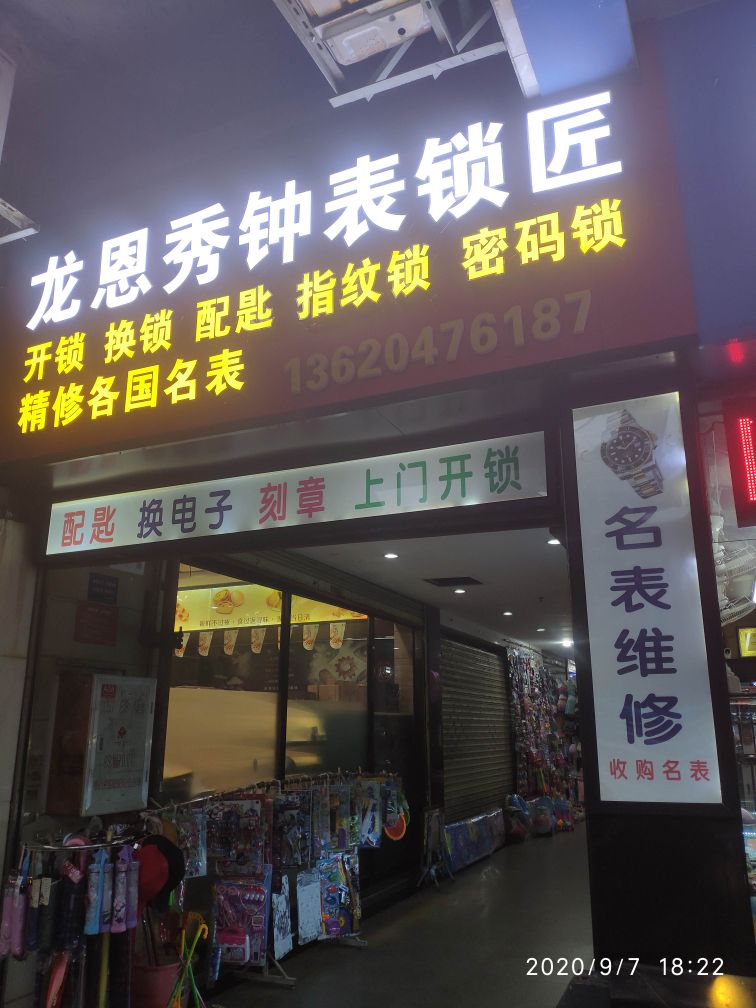 龙恩秀钟表锁匠
开锁 换锁 配匙 指纹锁 密码锁
精修各国名表 13620476187
配匙 换电子 刻章 上门开锁
名表维修
收购名表
2020/9/7 18:22